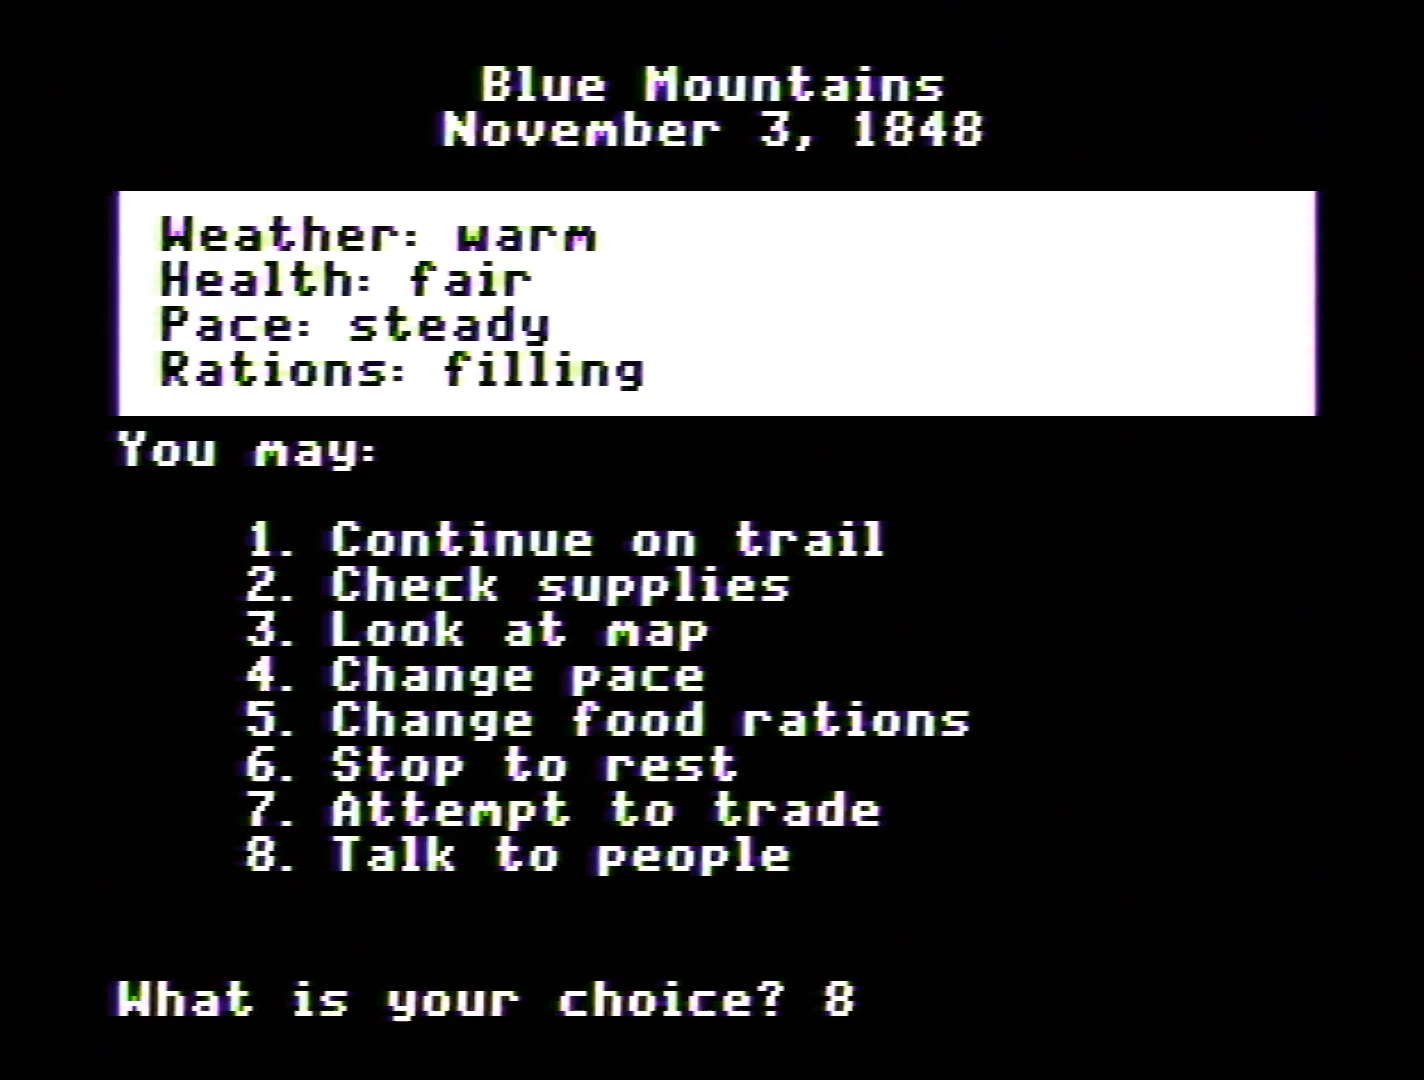 Blue Mountains
November 3, 1848
Weather: warm
Health: fair
Pace: steady
Rations: filling
You may:
1. Continue on trail
2. Check supplies
3. Look at map
4. Change pace
5. Change food rations
6. Stop to rest
7. Attempt to trade
8. Talk to people
What is your choice? 8